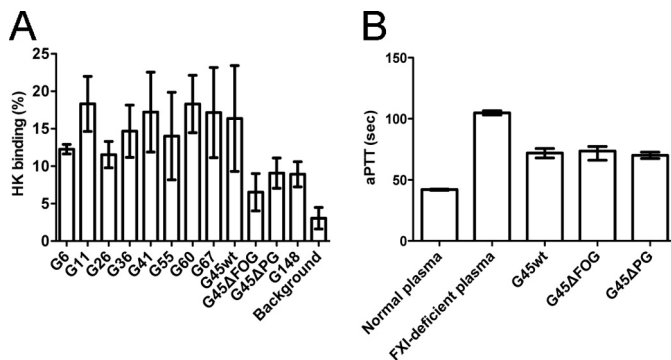 A
HK binding (%)
25
20
15
10
5
0
G6
G11
G26
G36
G41
G55
G60
G67
G45wt
G45ΔFOG
G45ΔPG
G148
Background
B
aPTT (sec)
150
100
50
0
Normal plasma
FXI-deficient plasma
G45wt
G45ΔFOG
G45ΔPG